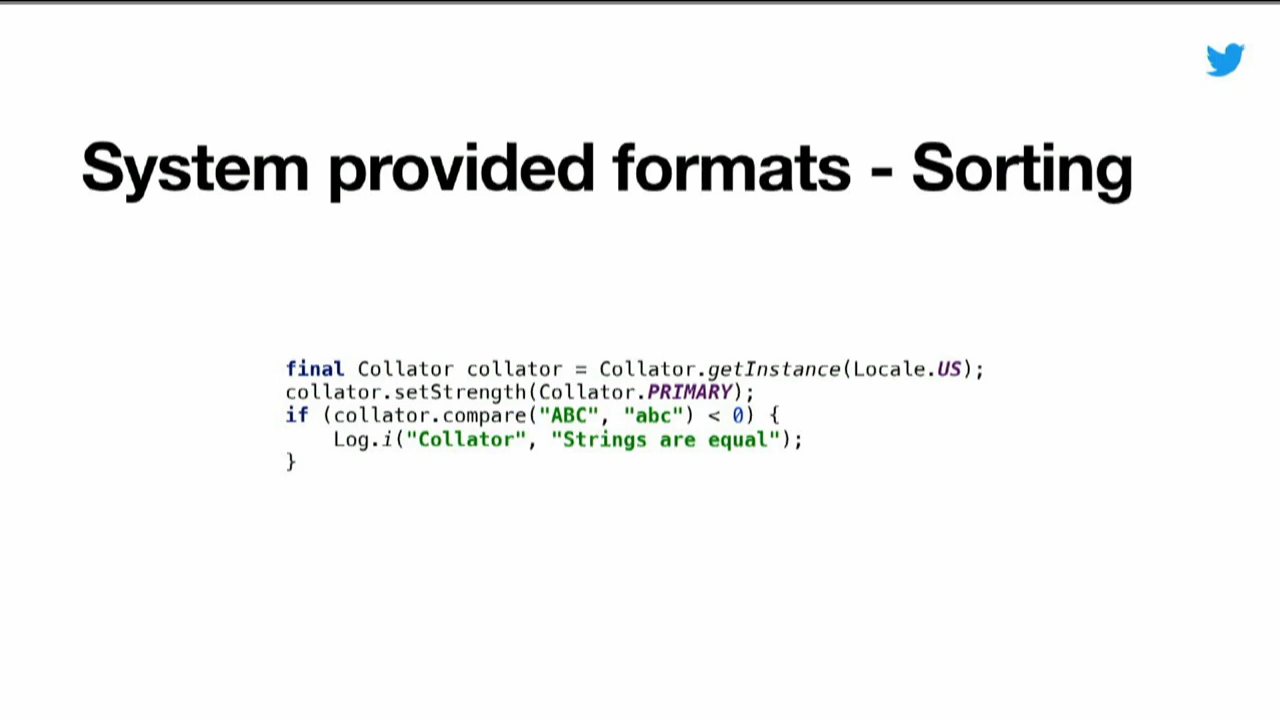 System provided formats - Sorting
final Collator collator = Collator.getInstance(Locale.US);
collator.setStrength(Collator.PRIMARY);
if (collator.compare("ABC", "abc") < 0) {
    Log.i("Collator", "Strings are equal");
}